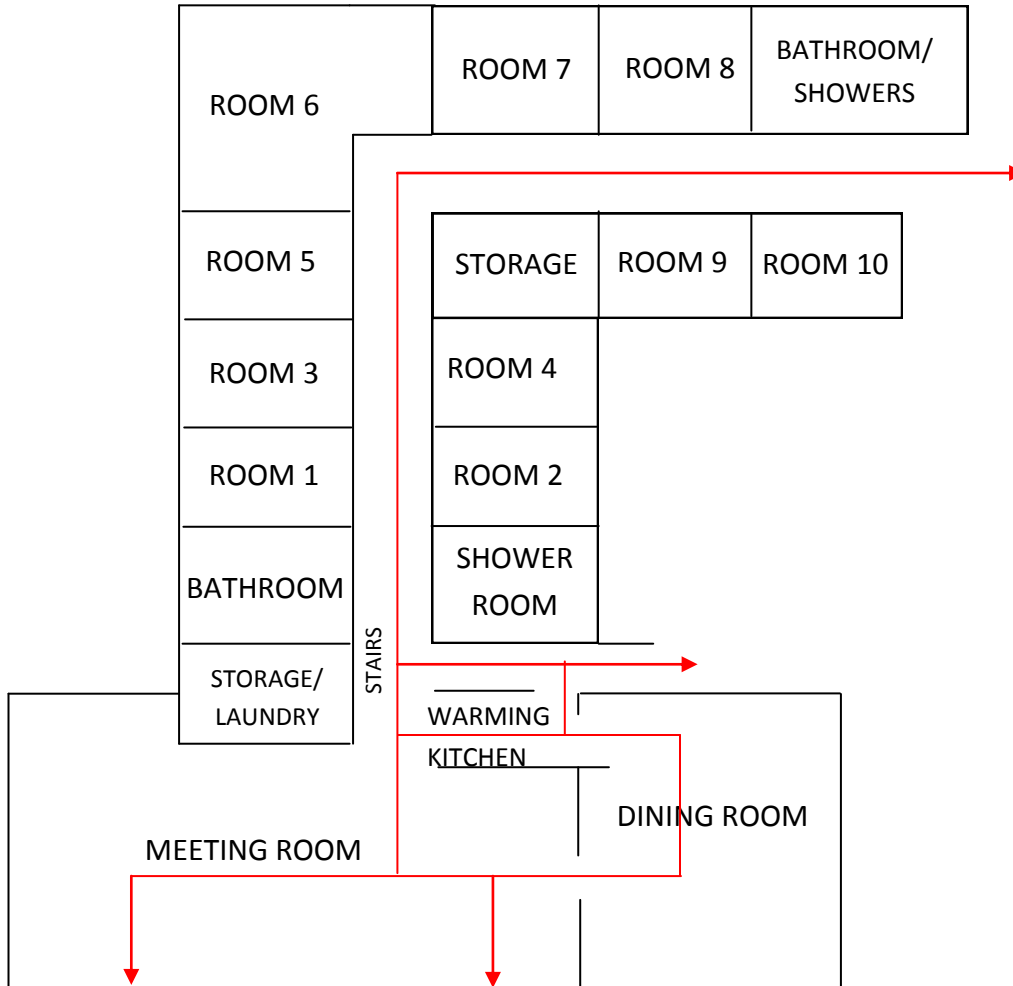 ROOM 6
ROOM 7
ROOM 8
BATHROOM/
SHOWERS
ROOM 5
STORAGE
ROOM 9
ROOM 10
ROOM 3
ROOM 4
ROOM 1
ROOM 2
BATHROOM
SHOWER
ROOM
STAIRS
STORAGE/
LAUNDRY
WARMING
KITCHEN
DINING ROOM
MEETING ROOM